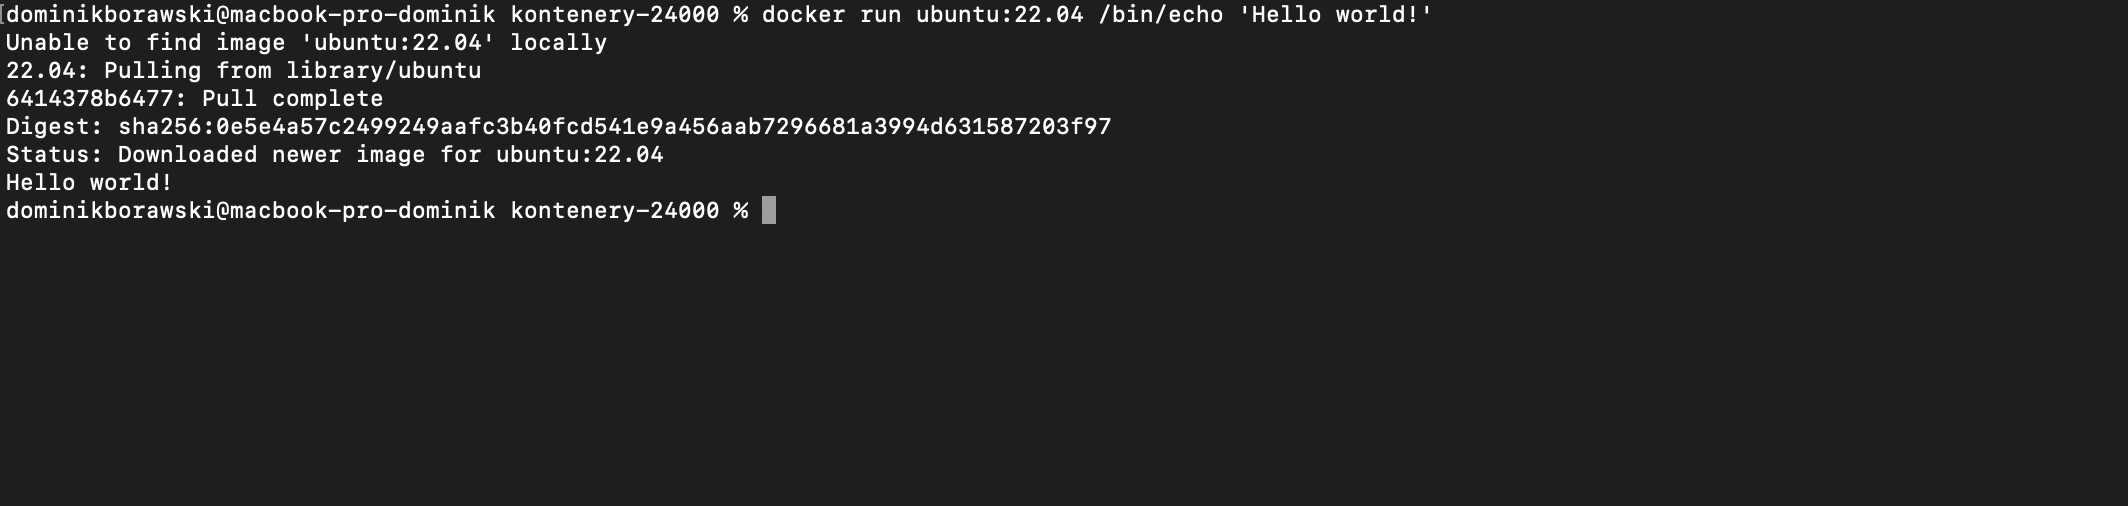 dominikborawski@macbook-pro-dominik kontenery-24000 % docker run ubuntu:22.04 /bin/echo 'Hello world!'
Unable to find image 'ubuntu:22.04' locally
22.04: Pulling from library/ubuntu
6414378b6477: Pull complete
Digest: sha256:0e5e4a57c2499249aafc3b40fcd541e9a456aab7296681a3994d631587203f97
Status: Downloaded newer image for ubuntu:22.04
Hello world!
dominikborawski@macbook-pro-dominik kontenery-24000 %